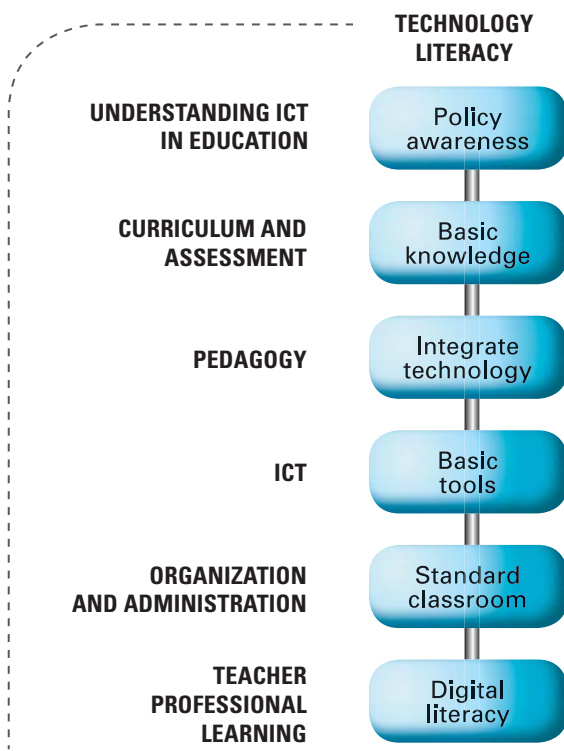 TECHNOLOGY
LITERACY
UNDERSTANDING ICT
IN EDUCATION
Policy
awareness
CURRICULUM AND
ASSESSMENT
Basic
knowledge
PEDAGOGY
Integrate
technology
ICT
Basic
tools
ORGANIZATION
AND ADMINISTRATION
Standard
classroom
TEACHER
PROFESSIONAL
LEARNING
Digital
literacy